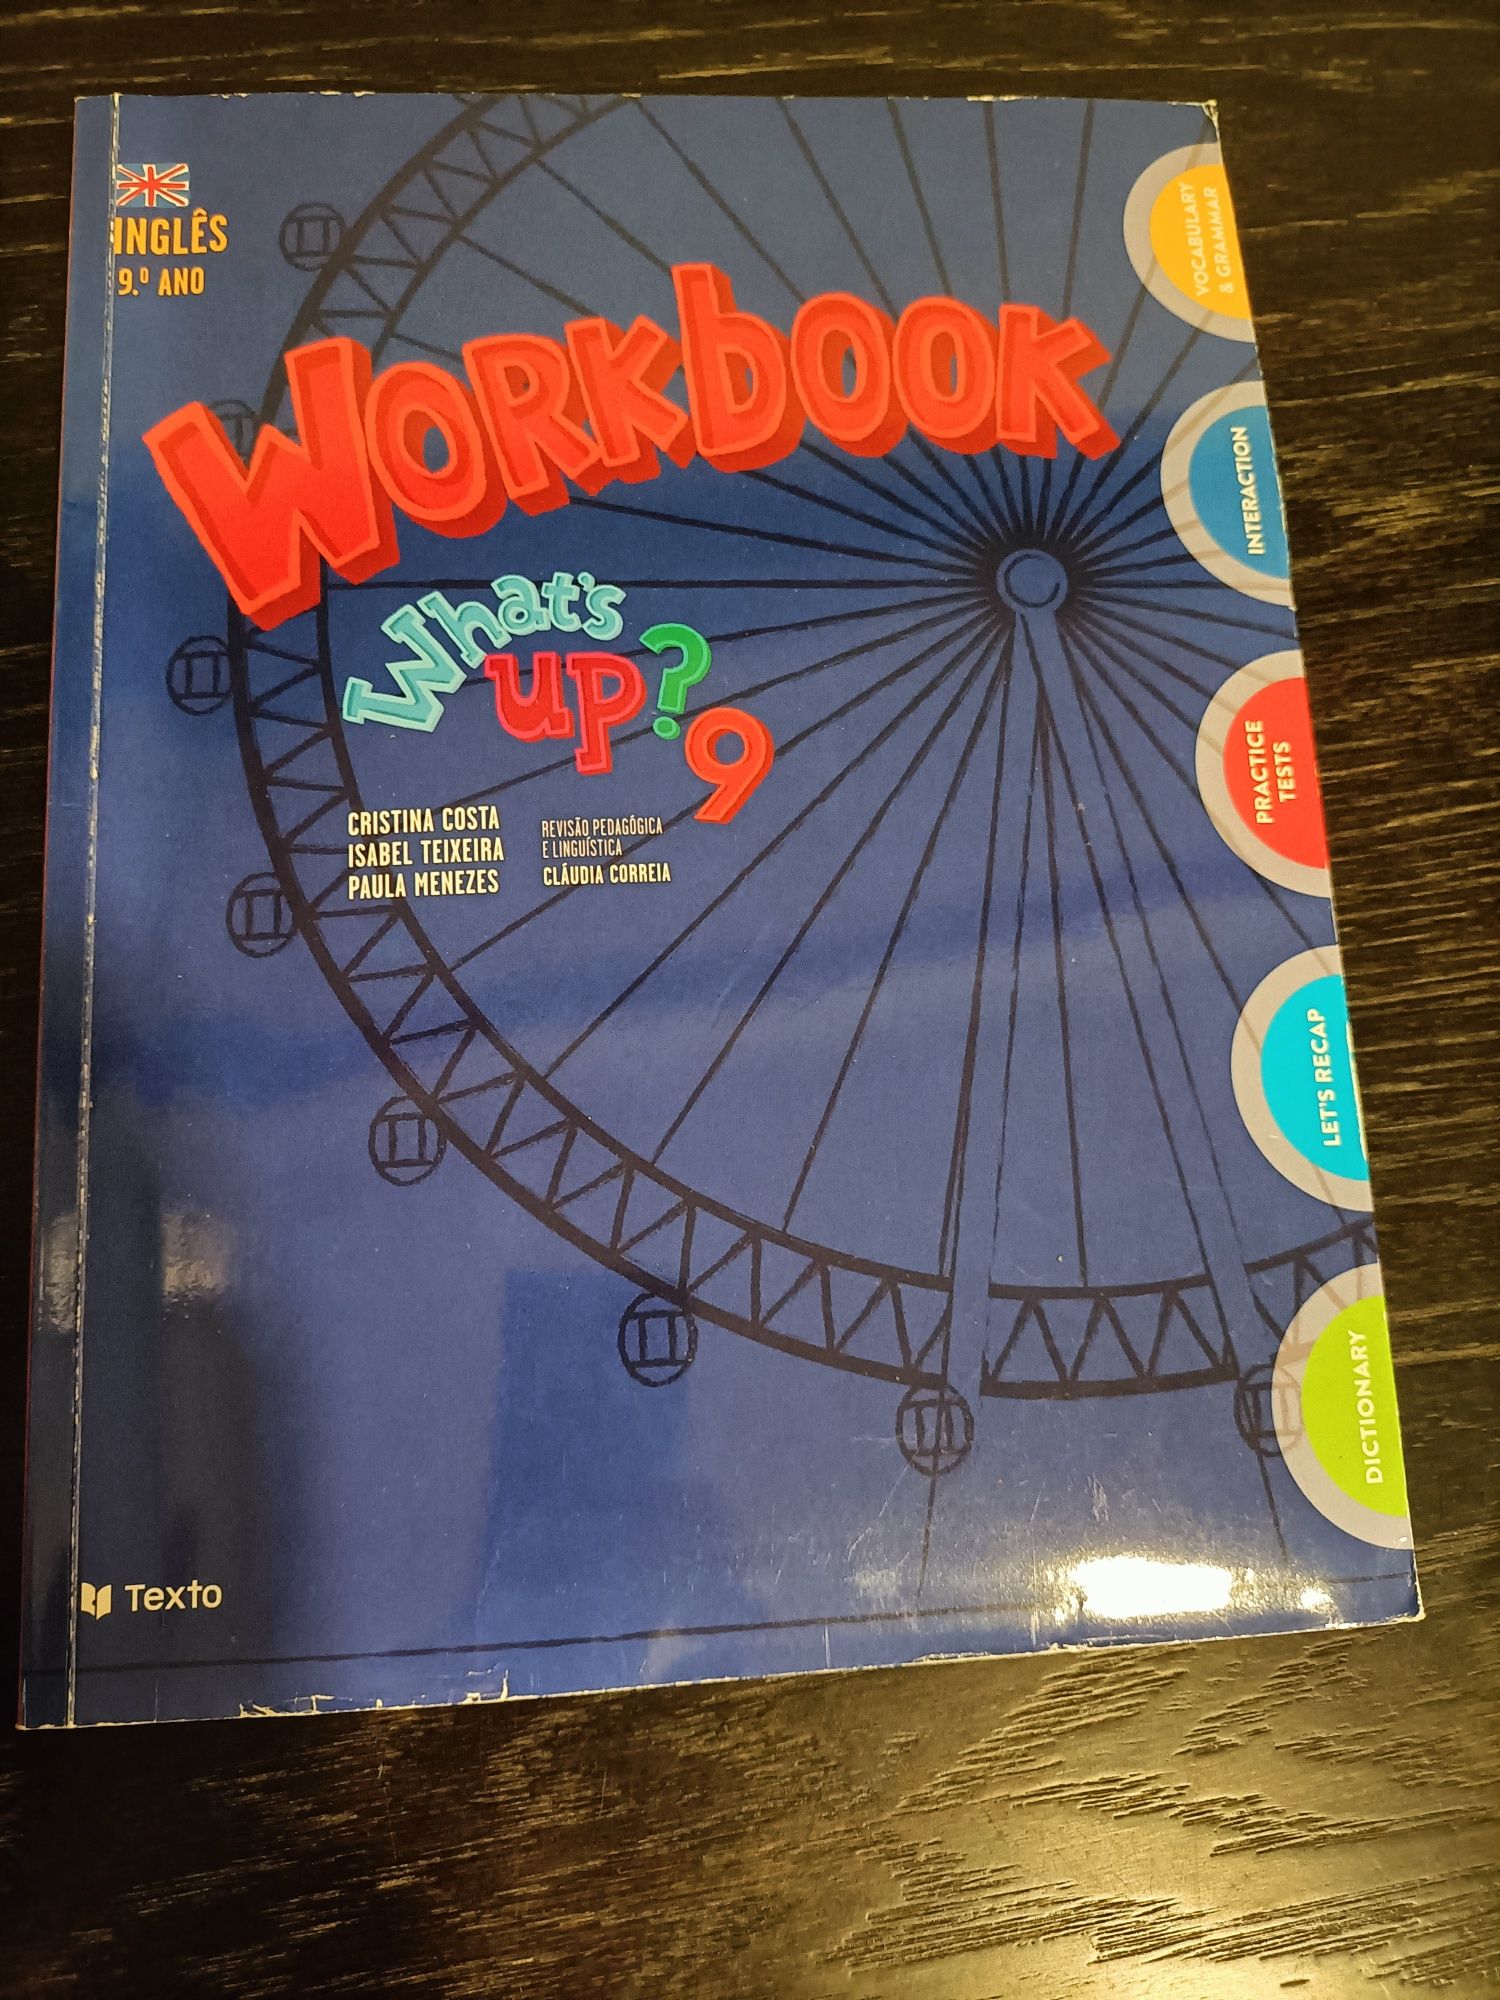 INGLÊS
9.º ANO
WORKBOOK
What's
up?
9
CRISTINA COSTA
ISABEL TEIXEIRA
PAULA MENEZES
REVISÃO PEDAGÓGICA
E LINGUÍSTICA
CLÁUDIA CORREIA
VOCABULARY
& GRAMMAR
INTERACTION
PRACTICE
TESTS
LET'S RECAP
DICTIONARY
Texto